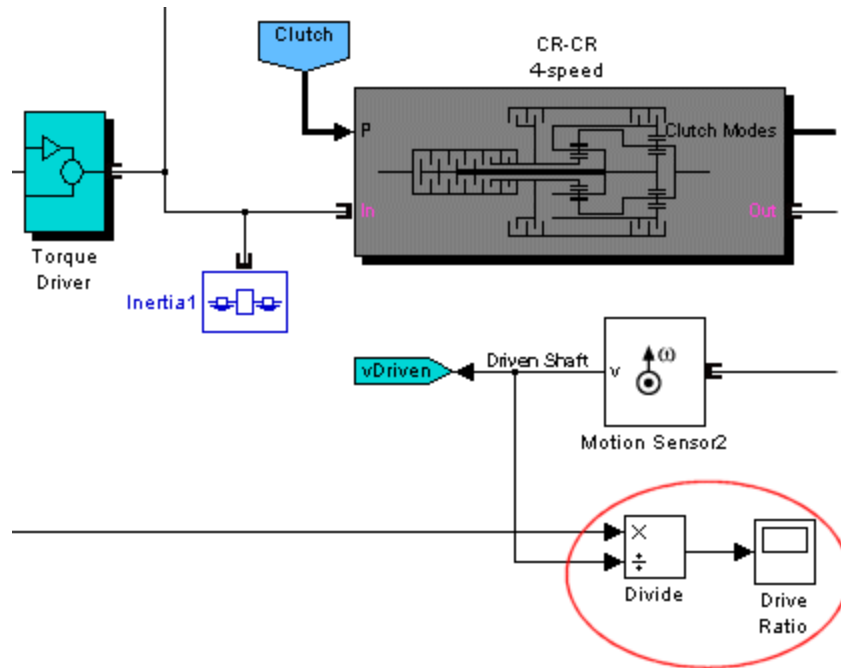 Clutch
CR-CR
4-speed
P
Clutch Modes
In
Out
Torque
Driver
Inertia1
vDriven
Driven Shaft
v
ω
Motion Sensor2
×
÷
Divide
Drive
Ratio